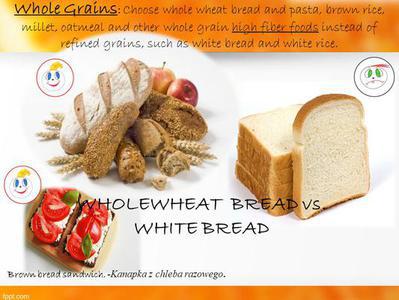 Whole Grains: Choose whole wheat bread and pasta, brown rice,
millet, oatmeal and other whole grain high fiber foods instead of
refined grains, such as white bread and white rice.
WHOLEWHEAT BREAD vs.
WHITE BREAD
Brown bread sandwich. -Kanapka z chleba razowego.
fppt.com